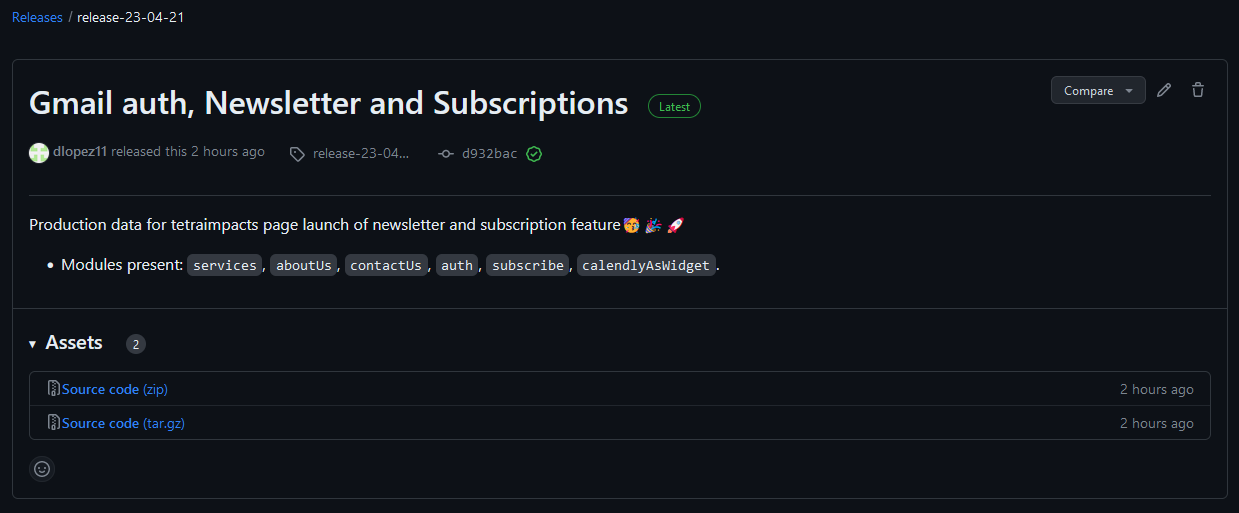 Releases / release-23-04-21
Gmail auth, Newsletter and Subscriptions Latest Compare
dlopez11 released this 2 hours ago release-23-04... d932bac
Production data for tetraimpacts page launch of newsletter and subscription feature🥳 🎉 🚀
• Modules present: services, aboutUs, contactUs, auth, subscribe, calendlyAsWidget.
Assets 2
Source code (zip) 2 hours ago
Source code (tar.gz) 2 hours ago